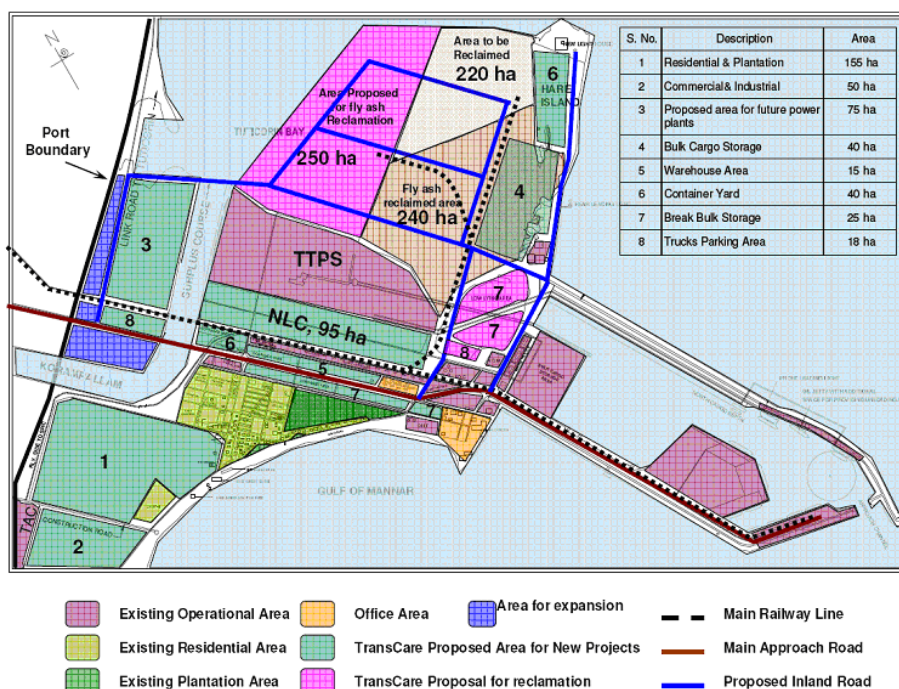 N
Port
Boundary
LINK ROAD
3
8
SURPLUS COURSE
TUTICORIN BAY
Area Proposed
for fly ash
Reclamation
250 ha
Area to be
Reclaimed
220 ha
6
HARE
ISLAND
Fly ash
reclaimed area
240 ha
4
TTPS
NLC, 95 ha
7
7
8
6
5
7
7
1
TAC
CONSTRUCTION ROAD
2
GULF OF MANNAR
S. No. Description Area
1 Residential & Plantation 155 ha
2 Commercial& Industrial 50 ha
3 Proposed area for future power
plants 75 ha
4 Bulk Cargo Storage 40 ha
5 Warehouse Area 15 ha
6 Container Yard 40 ha
7 Break Bulk Storage 25 ha
8 Trucks Parking Area 18 ha
Existing Operational Area
Office Area
Area for expansion
Main Railway Line
Existing Residential Area
TransCare Proposed Area for New Projects
Main Approach Road
Existing Plantation Area
TransCare Proposal for reclamation
Proposed Inland Road